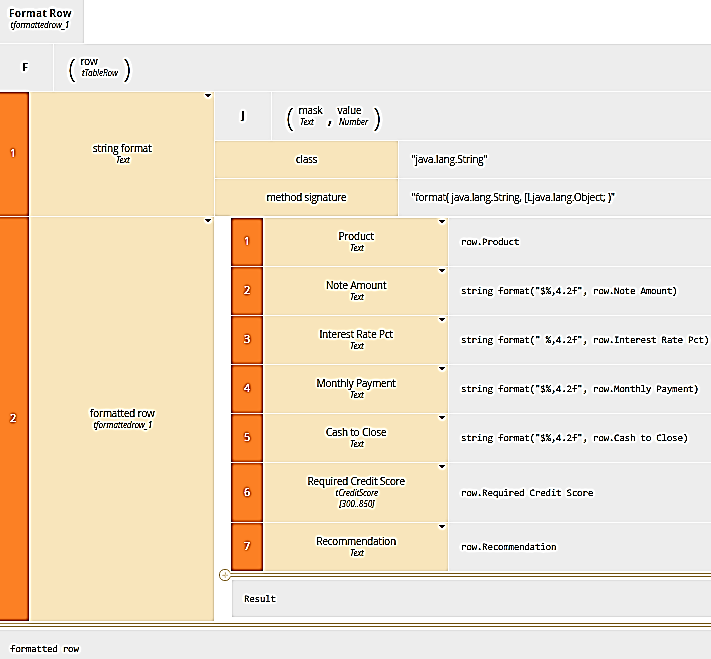 Format Row
tformattedrow_1
F
( row )
tTableRow
1
string format
Text
J
( mask , value )
Text Number
class
"java.lang.String"
method signature
"format( java.lang.String, [Ljava.lang.Object; )"
2
formatted row
tformattedrow_1
1
Product
Text
row.Product
2
Note Amount
Text
string format("$%,4.2f", row.Note Amount)
3
Interest Rate Pct
Text
string format(" %,4.2f", row.Interest Rate Pct)
4
Monthly Payment
Text
string format("$%,4.2f", row.Monthly Payment)
5
Cash to Close
Text
string format("$%,4.2f", row.Cash to Close)
6
Required Credit Score
tCreditScore
[300..850]
row.Required Credit Score
7
Recommendation
Text
row.Recommendation
Result
formatted row